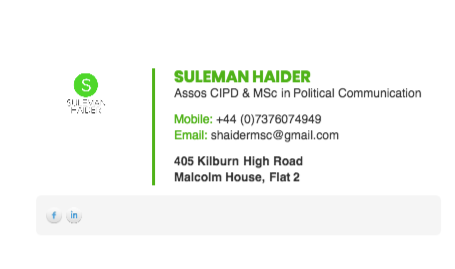 S
SULEMAN
HAIDER
SULEMAN HAIDER
Assos CIPD & MSc in Political Communication
Mobile: +44 (0)7376074949
Email: shaidermsc@gmail.com
405 Kilburn High Road
Malcolm House, Flat 2
f in